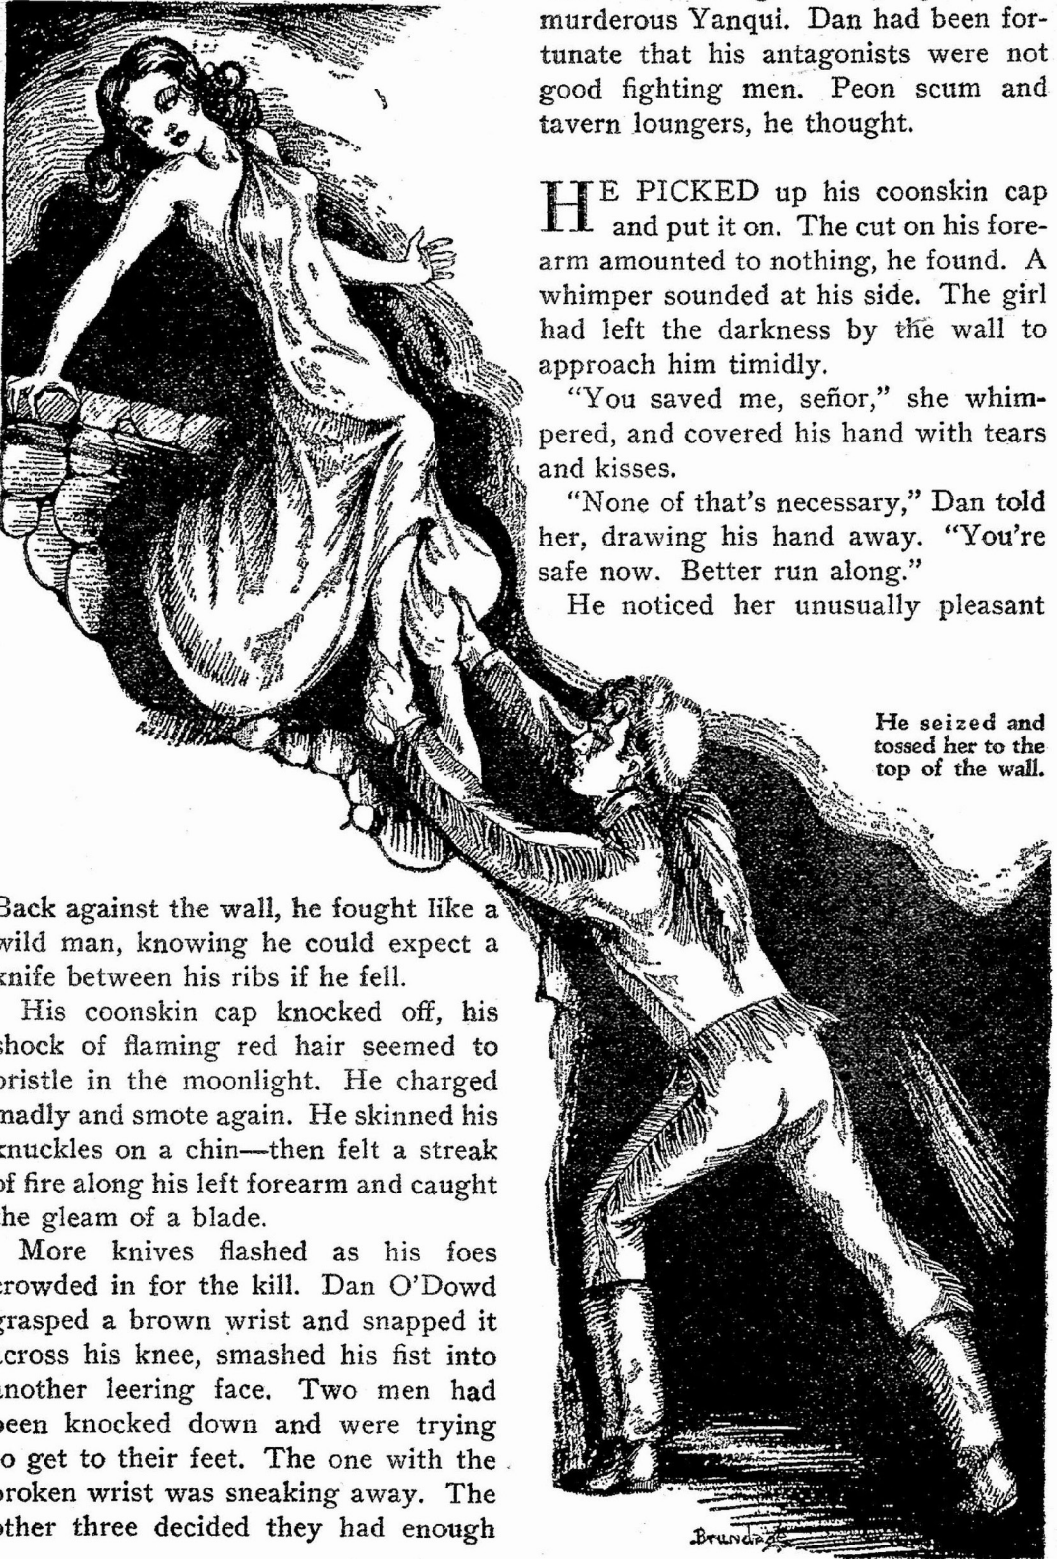 Back against the wall, he fought like a
wild man, knowing he could expect a
knife between his ribs if he fell.
His coonskin cap knocked off, his
shock of flaming red hair seemed to
bristle in the moonlight. He charged
madly and smote again. He skinned his
knuckles on a chin—then felt a streak
of fire along his left forearm and caught
the gleam of a blade.
More knives flashed as his foes
crowded in for the kill. Dan O'Dowd
grasped a brown wrist and snapped it
across his knee, smashed his fist into
another leering face. Two men had
been knocked down and were trying
to get to their feet. The one with the
broken wrist was sneaking away. The
other three decided they had enough
murderous Yanqui. Dan had been for-
tunate that his antagonists were not
good fighting men. Peon scum and
tavern loungers, he thought.
HE PICKED up his coonskin cap
and put it on. The cut on his fore-
arm amounted to nothing, he found. A
whimper sounded at his side. The girl
had left the darkness by the wall to
approach him timidly.
“You saved me, señor,” she whim-
pered, and covered his hand with tears
and kisses.
“None of that's necessary,” Dan told
her, drawing his hand away. “You're
safe now. Better run along.”
He noticed her unusually pleasant
He seized and
tossed her to the
top of the wall.
Brundage